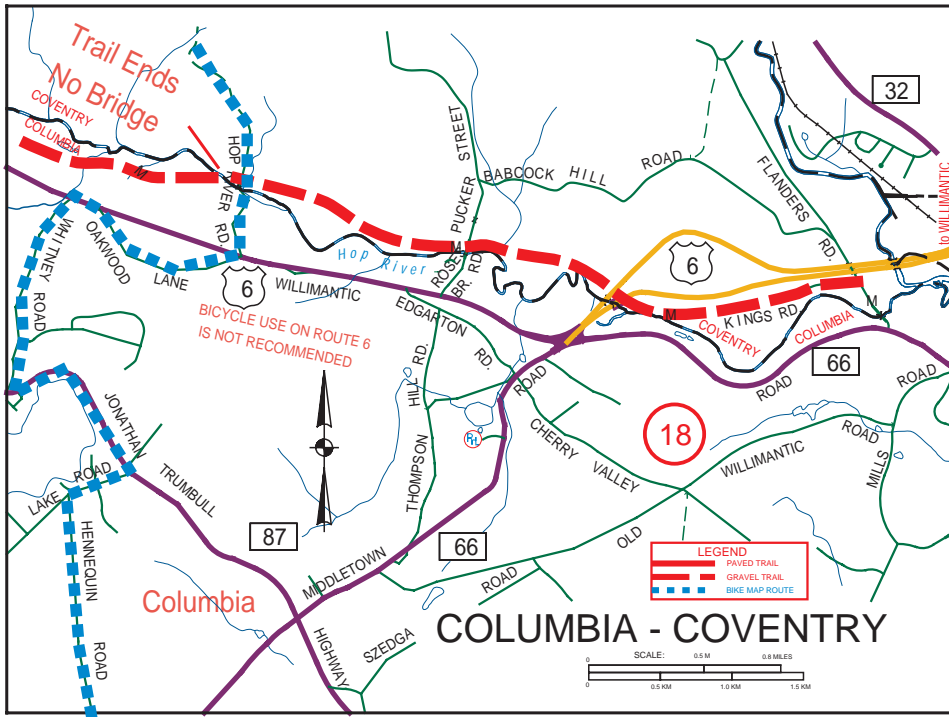 Trail Ends
No Bridge
COVENTRY
COLUMBIA
M
HOP RIVER RD.
WHITNEY ROAD
OAKWOOD LANE
6
WILLIMANTIC
Hop River
BICYCLE USE ON ROUTE 6
IS NOT RECOMMENDED
PUCKER STREET
BABCOCK HILL ROAD
FLANDERS RD.
32
to WILLIMANTIC
M
ROSE BR. RD.
6
EDGARTON RD.
M
KINGS RD.
M
COVENTRY
COLUMBIA
66
ROAD
ROAD
HILL RD.
THOMPSON
ROAD
CHERRY VALLEY
18
OLD WILLIMANTIC ROAD
MILLS
JONATHAN TRUMBULL
LAKE ROAD
HENNEQUIN ROAD
87
66
MIDDLETOWN
ROAD
Columbia
HIGHWAY
SZEDGA
LEGEND
PAVED TRAIL
GRAVEL TRAIL
BIKE MAP ROUTE
COLUMBIA - COVENTRY
SCALE:
0 0.5 M 0.8 MILES
0 0.5 KM 1.0 KM 1.5 KM